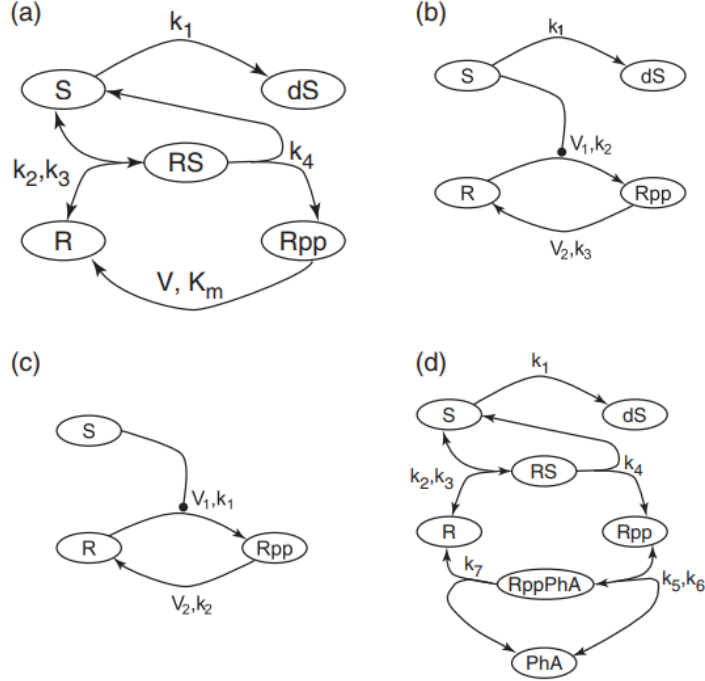 (a)
k1
S
dS
k2,k3
RS
k4
R
Rpp
V, Km
(b)
k1
S
dS
V1,k2
R
Rpp
V2,k3
(c)
S
V1,k1
R
Rpp
V2,k2
(d)
k1
S
dS
k2,k3
RS
k4
R
Rpp
k7
RppPhA
k5,k6
PhA